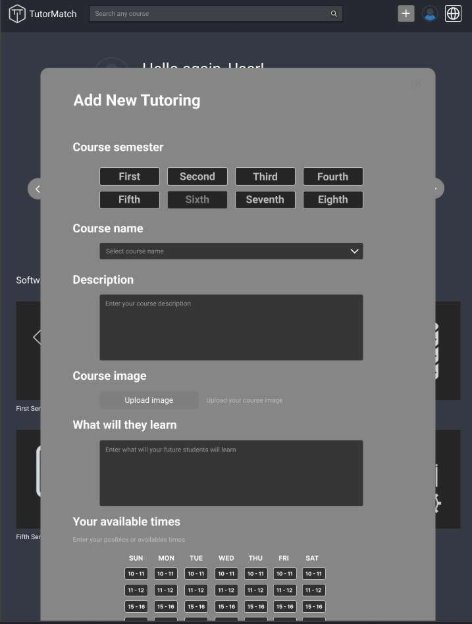 TutorMatch
Search any course
Hello again, User!
Add New Tutoring
Course semester
First Second Third Fourth
Fifth Sixth Seventh Eighth
Course name
Select course name
Softw
Description
Enter your course description
Course image
Upload image Upload your course image
First Sem
What will they learn
Enter what will your future students will learn
Your available times
Fifth Sem
Enter your posibles or available times
SUN MON TUE WED THU FRI SAT
10 - 11 10 - 11 10 - 11 10 - 11 10 - 11 10 - 11 10 - 11
11 - 12 11 - 12 11 - 12 11 - 12 11 - 12 11 - 12 11 - 12
15 - 16 15 - 16 15 - 16 15 - 16 15 - 16 15 - 16 15 - 16